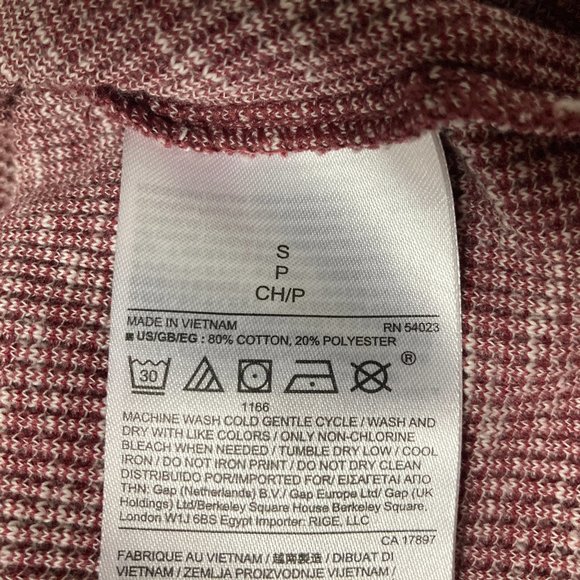 S
P
CH/P
MADE IN VIETNAM RN 54023
■ US/GB/EG : 80% COTTON, 20% POLYESTER
30 ®
1166
MACHINE WASH COLD GENTLE CYCLE / WASH AND
DRY WITH LIKE COLORS / ONLY NON-CHLORINE
BLEACH WHEN NEEDED / TUMBLE DRY LOW / COOL
IRON / DO NOT IRON PRINT / DO NOT DRY CLEAN
DISTRIBUTED POR/IMPORTED FOR/ ΕΙΣΑΓΕΤΑΙ ΑΠΟ
ΤΗΝ: Gap (Netherlands) B.V./ Gap Europe Ltd/ Gap (UK
Holdings) Ltd/Berkeley Square House Berkeley Square,
London W1J 6BS Egypt Importer: RIGE, LLC
CA 17897
FABRIQUE AU VIETNAM / 越南製造 / DIBUAT DI
VIETNAM / ZEMLJA PROIZVODNJE